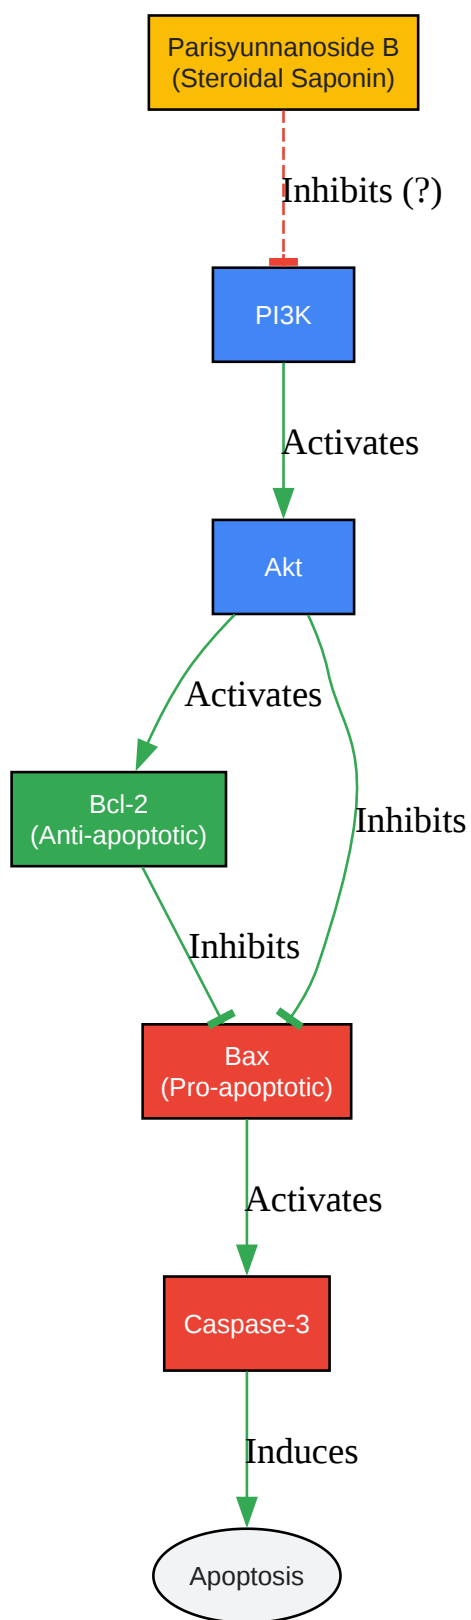 Parisyunnanoside B
(Steroidal Saponin)
Inhibits (?)
PI3K
Activates
Akt
Activates
Bcl-2
(Anti-apoptotic)
Inhibits
Inhibits
Bax
(Pro-apoptotic)
Activates
Caspase-3
Induces
Apoptosis